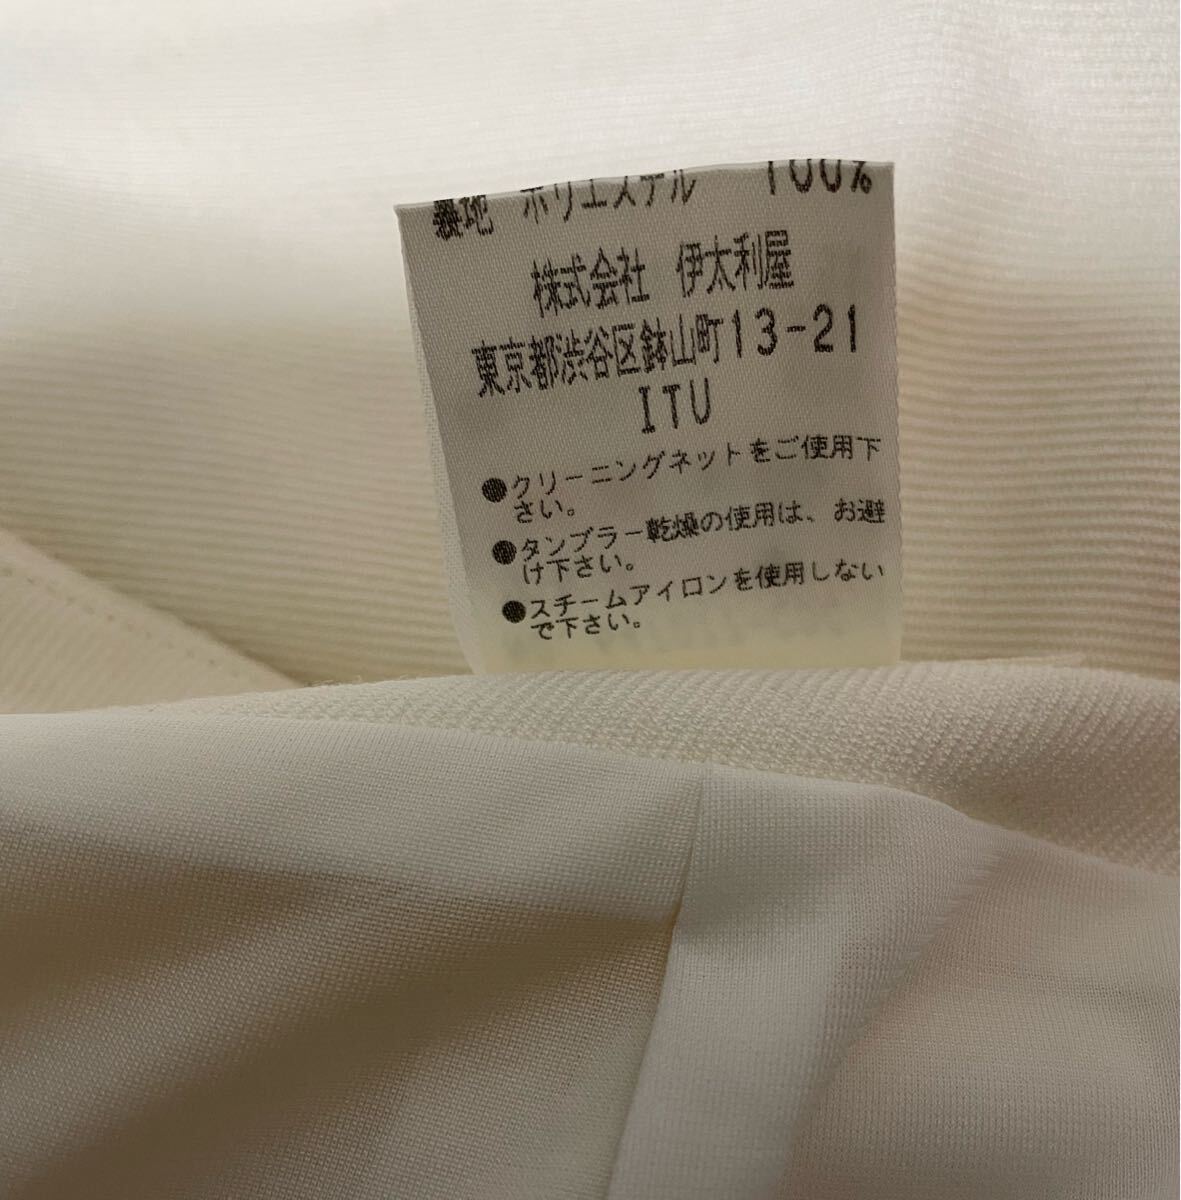 裏地 ポリエステル 100%
株式会社 伊太利屋
東京都渋谷区鉢山町13-21
ITU
●クリーニングネットをご使用下
さい。
●タンブラー乾燥の使用は、お避
け下さい。
●スチームアイロンを使用しない
で下さい。